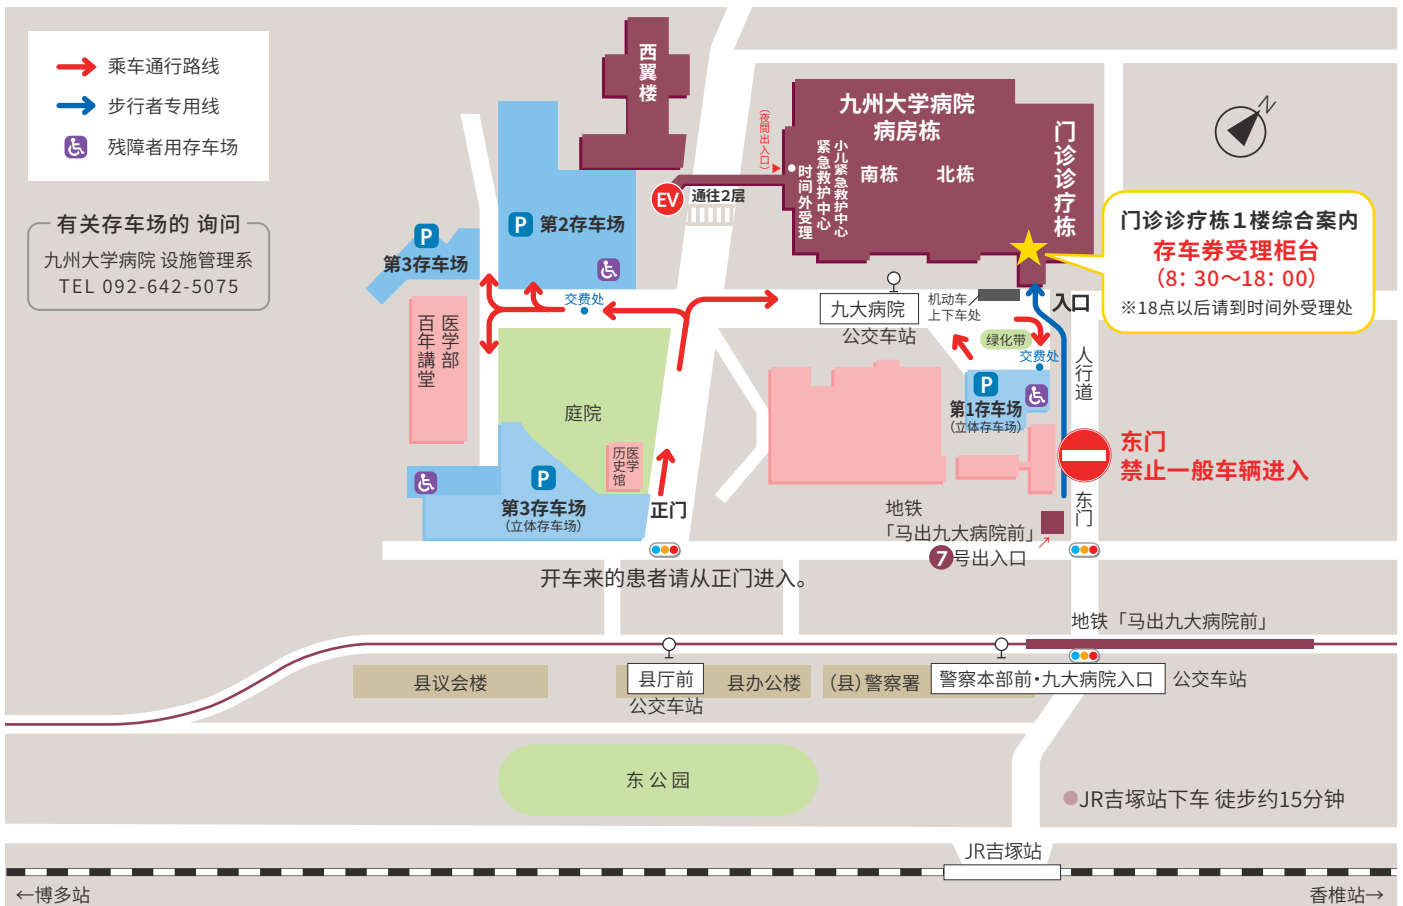 乘车通行路线
步行者专用线
残障者用存车场
有关存车场的 询问
九州大学病院 设施管理系
TEL 092-642-5075
西翼楼
九州大学病院
病房栋
南栋
北栋
门诊诊疗栋
小儿紧急救护中心
紧急救护中心
时间外受理
(夜間出入口)
EV
通往2层
P
第2存车场
P
第3存车场
交费处
医学部
百年講堂
庭院
医学
历史馆
P
第3存车场
(立体存车场)
正门
九大病院
公交车站
机动车
上下车处
入口
绿化带
交费处
P
第1存车场
(立体存车场)
人行道
门诊诊疗栋1楼综合案内
存车券受理柜台
(8:30～18:00)
※18点以后请到时间外受理处
东门
禁止一般车辆进入
东门
地铁
「马出九大病院前」
7号出入口
开车来的患者请从正门进入。
地铁「马出九大病院前」
县议会楼
县厅前
公交车站
县办公楼
(县)警察署
警察本部前·九大病院入口
公交车站
东公园
JR吉塚站下车 徒步约15分钟
JR吉塚站
←博多站
香椎站→
N